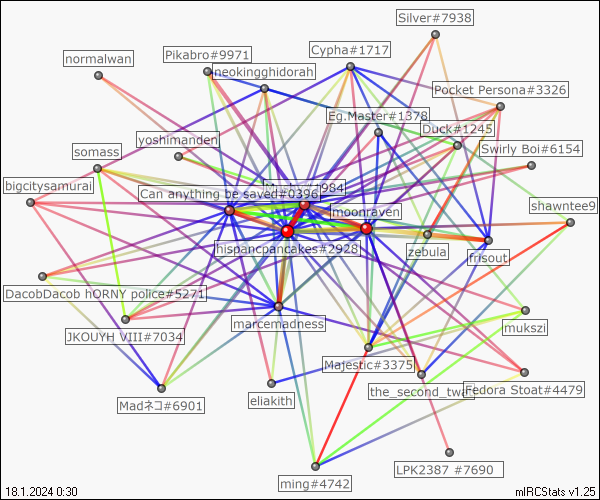 Silver#7938
normalwan
Pikabro#9971
Cypha#1717
neokingghidorah
Pocket Persona#3326
Eg.Master#1378
Duck#1245
yoshimanden
Swirly Boi#6154
somass
bigcitysamurai
Can anything be saved#0396
984
moonraven
shawntee9
hispancpancakes#2928
zebula
frisout
DacobDacob hORNY police#5271
marcemadness
mukszi
JKOUYH VIII#7034
Majestic#3375
the_second_twa
Fedora Stoat#4479
Madネコ#6901
eliakith
LPK2387 #7690
ming#4742
18.1.2024 0:30
mIRCStats v1.25